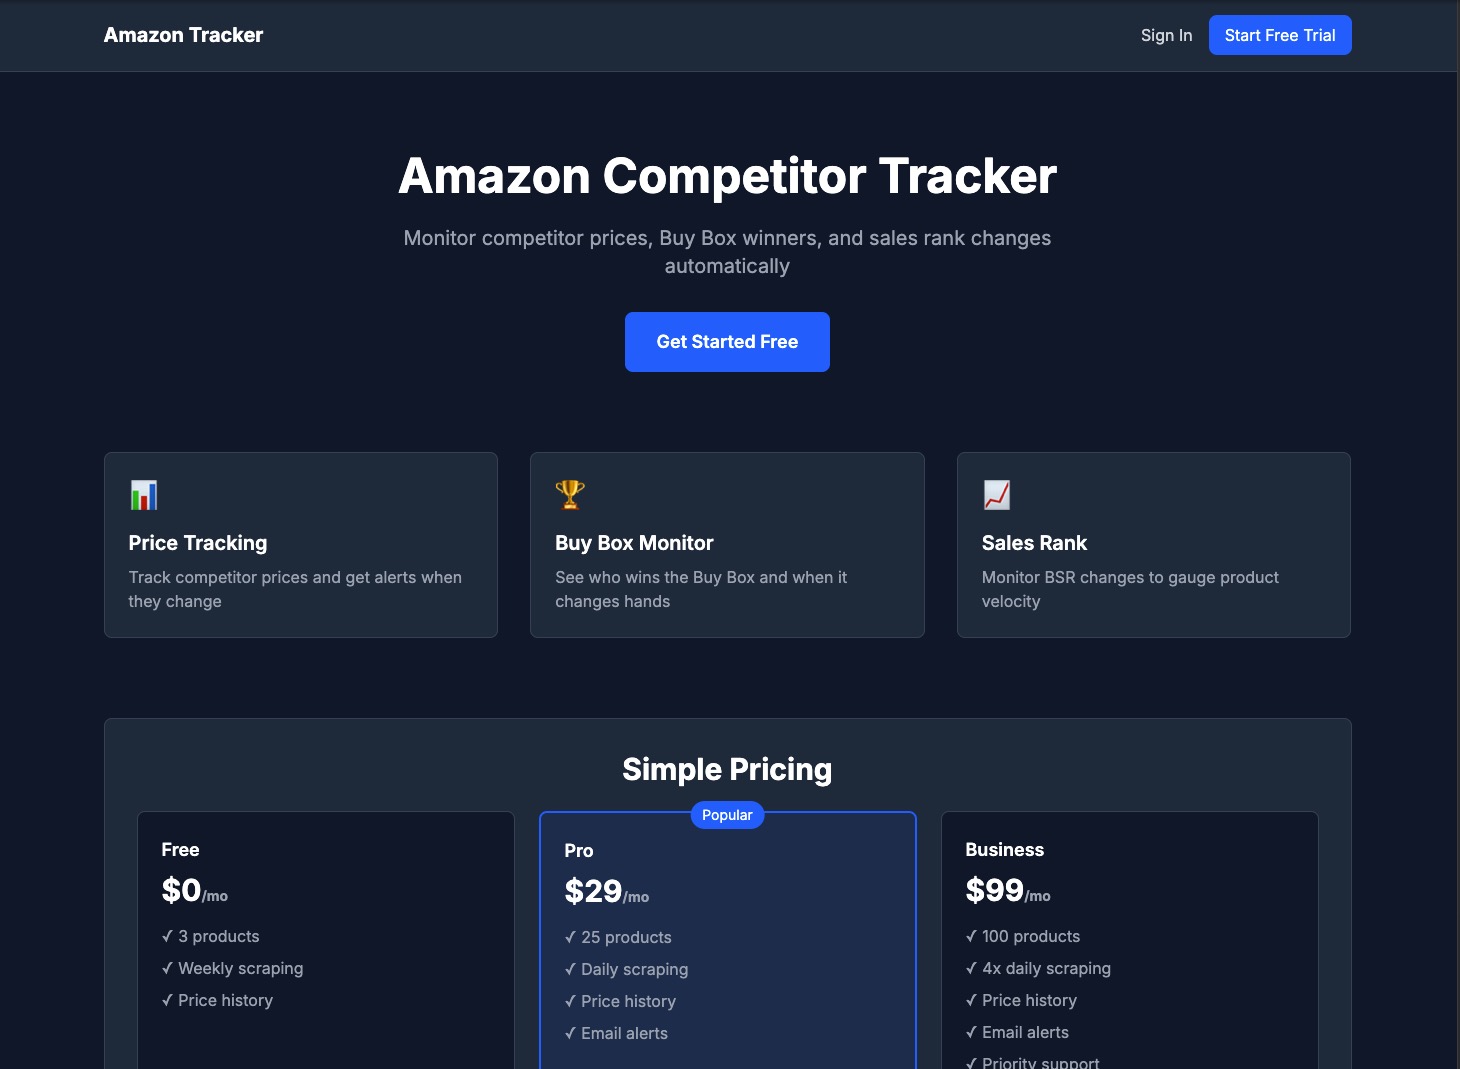 Amazon Tracker
Sign In
Start Free Trial
Amazon Competitor Tracker
Monitor competitor prices, Buy Box winners, and sales rank changes
automatically
Get Started Free
Price Tracking
Track competitor prices and get alerts when
they change
Buy Box Monitor
See who wins the Buy Box and when it
changes hands
Sales Rank
Monitor BSR changes to gauge product
velocity
Simple Pricing
Free
$0/mo
✓ 3 products
✓ Weekly scraping
✓ Price history
Popular
Pro
$29/mo
✓ 25 products
✓ Daily scraping
✓ Price history
✓ Email alerts
Business
$99/mo
✓ 100 products
✓ 4x daily scraping
✓ Price history
✓ Email alerts
✓ Priority support